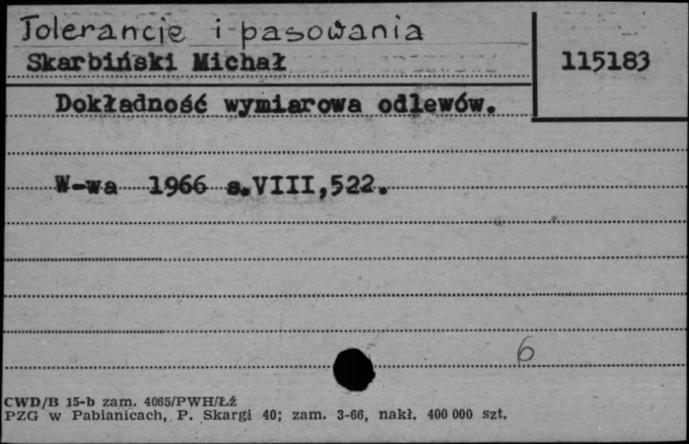 Tolerancje i pasowania
Skarbiński Michał
115183
Dokładność wymiarowa odlewów.
W-wa 1966 s.VIII,522.
6
CWD/B 15-b zam. 4065/PWH/Łż
PZG w Pabianicach, P. Skargi 40; zam. 3-66, nakł. 400 000 szt.